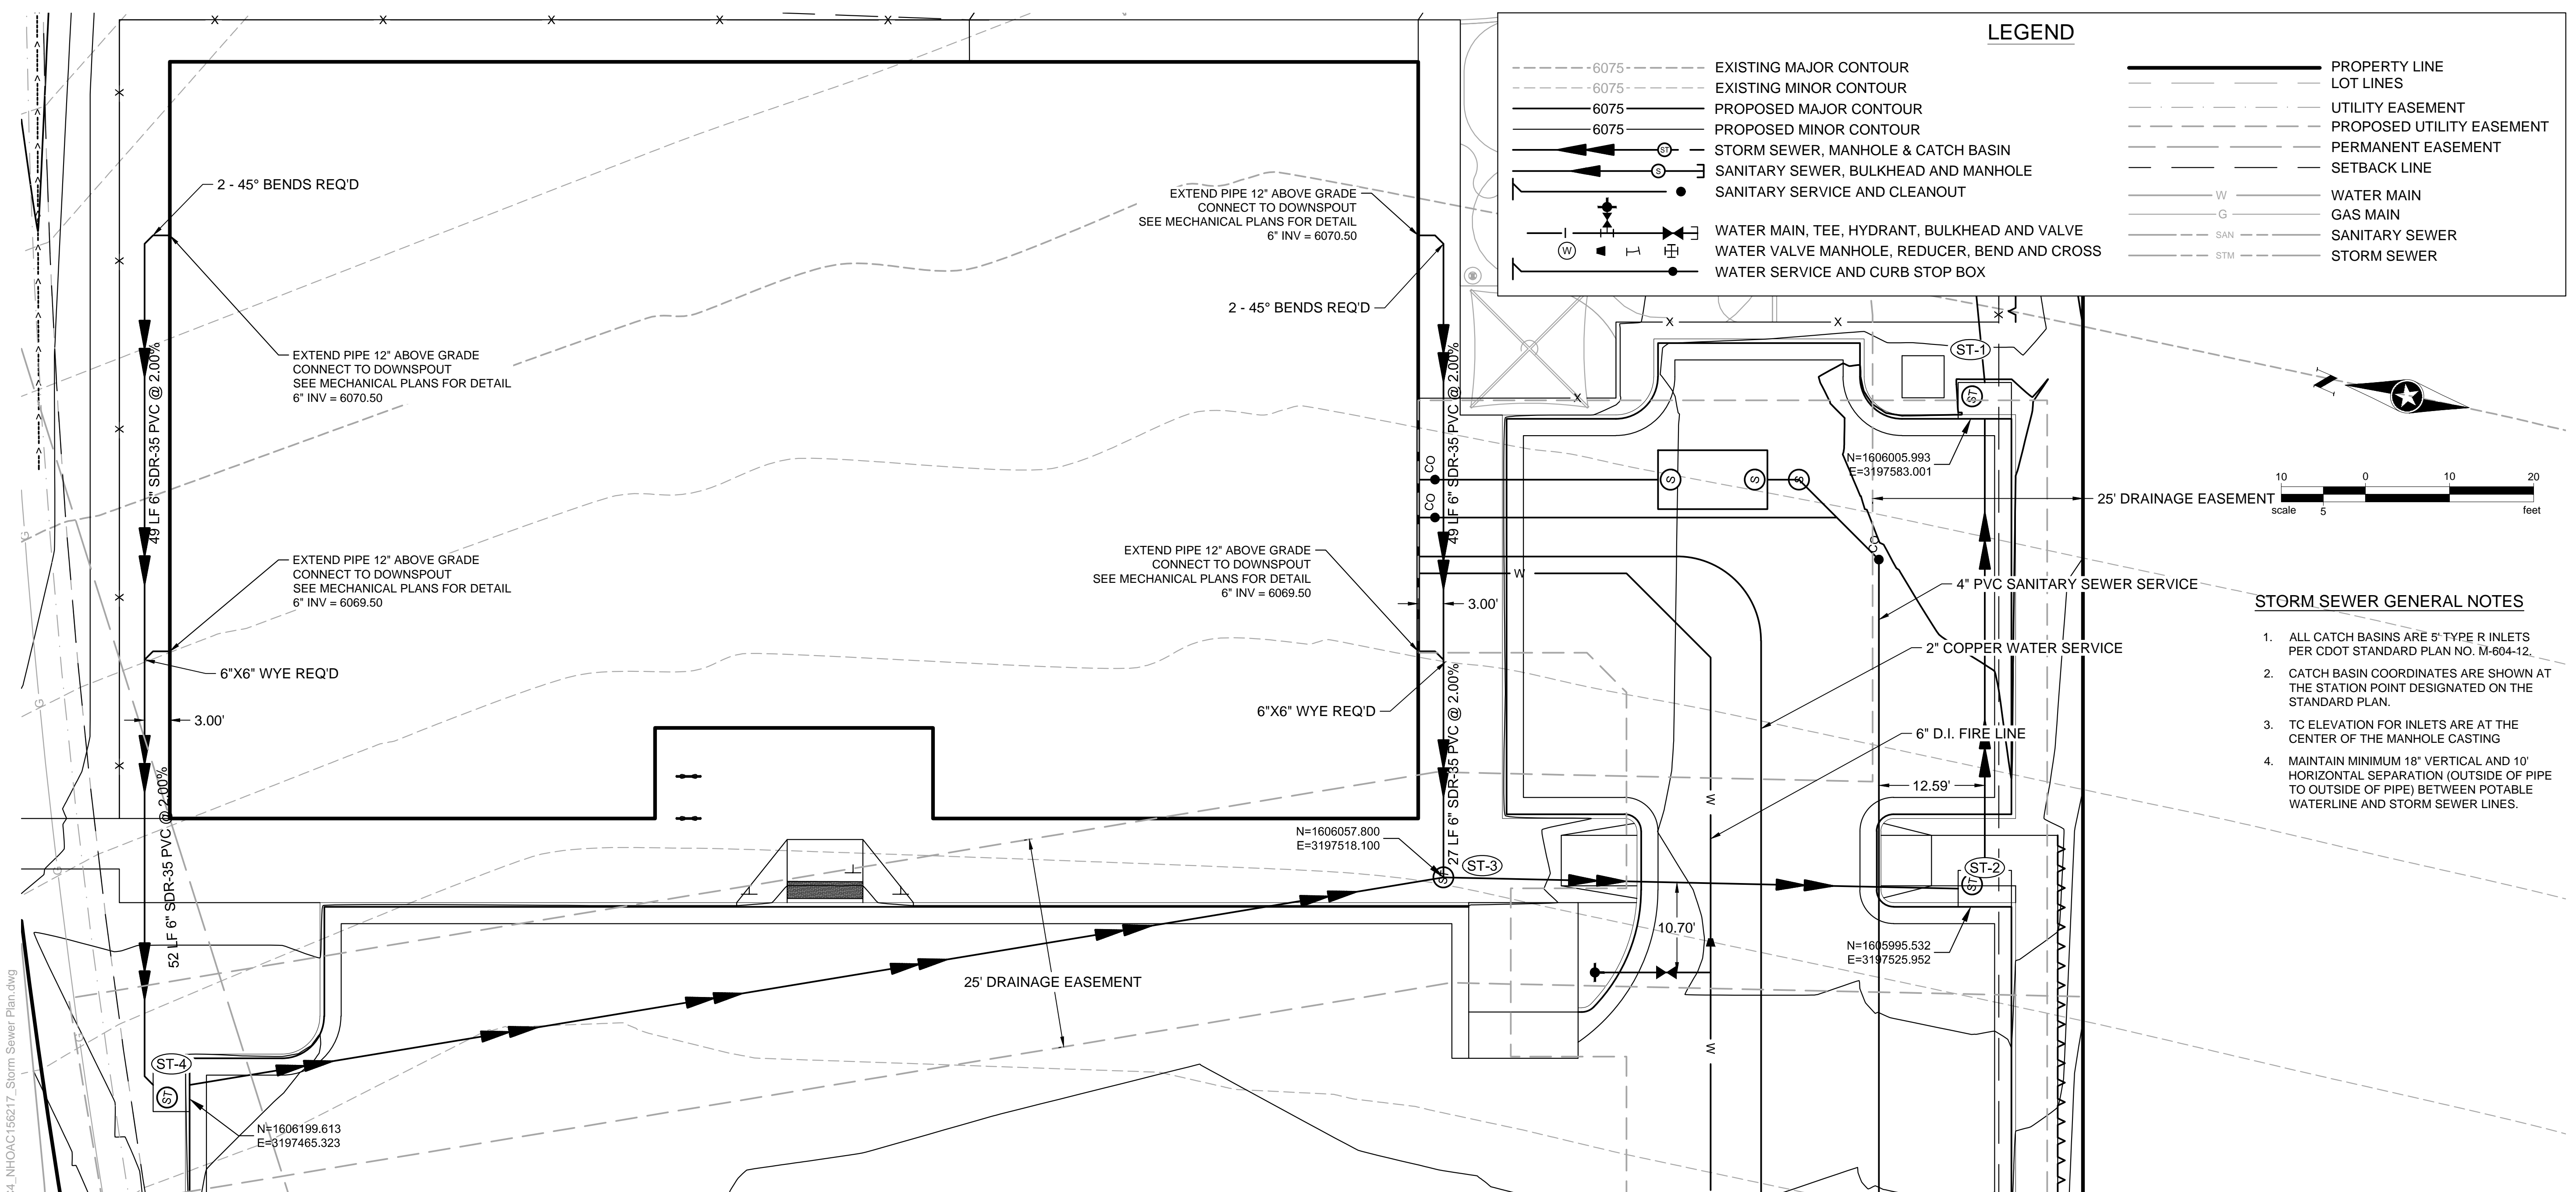 LEGEND
6075 EXISTING MAJOR CONTOUR
6075 EXISTING MINOR CONTOUR
6075 PROPOSED MAJOR CONTOUR
6075 PROPOSED MINOR CONTOUR
ST STORM SEWER, MANHOLE & CATCH BASIN
S SANITARY SEWER, BULKHEAD AND MANHOLE
SANITARY SERVICE AND CLEANOUT
WATER MAIN, TEE, HYDRANT, BULKHEAD AND VALVE
W WATER VALVE MANHOLE, REDUCER, BEND AND CROSS
WATER SERVICE AND CURB STOP BOX
PROPERTY LINE
LOT LINES
UTILITY EASEMENT
PROPOSED UTILITY EASEMENT
PERMANENT EASEMENT
SETBACK LINE
W WATER MAIN
G GAS MAIN
SAN SANITARY SEWER
STM STORM SEWER
2 - 45° BENDS REQ'D
EXTEND PIPE 12" ABOVE GRADE
CONNECT TO DOWNSPOUT
SEE MECHANICAL PLANS FOR DETAIL
6" INV = 6070.50
49 LF 6" SDR-35 PVC @ 2.00%
EXTEND PIPE 12" ABOVE GRADE
CONNECT TO DOWNSPOUT
SEE MECHANICAL PLANS FOR DETAIL
6" INV = 6069.50
6"X6" WYE REQ'D
3.00'
52 LF 6" SDR-35 PVC @ 2.00%
ST-4
ST
N=1606199.613
E=3197465.323
EXTEND PIPE 12" ABOVE GRADE
CONNECT TO DOWNSPOUT
SEE MECHANICAL PLANS FOR DETAIL
6" INV = 6070.50
2 - 45° BENDS REQ'D
49 LF 6" SDR-35 PVC @ 2.00%
CO
CO
EXTEND PIPE 12" ABOVE GRADE
CONNECT TO DOWNSPOUT
SEE MECHANICAL PLANS FOR DETAIL
6" INV = 6069.50
3.00'
6"X6" WYE REQ'D
27 LF 6" SDR-35 PVC @ 2.00%
N=1606057.800
E=3197518.100
ST-3
ST
25' DRAINAGE EASEMENT
S
S
S
W
CO
ST-1
ST
N=1606005.993
E=3197583.001
25' DRAINAGE EASEMENT
4" PVC SANITARY SEWER SERVICE
2" COPPER WATER SERVICE
6" D.I. FIRE LINE
12.59'
W
ST-2
ST
10.70'
N=1605995.532
E=3197525.952
W
N
10 0 10 20
scale 5 feet
STORM SEWER GENERAL NOTES
1. ALL CATCH BASINS ARE 5' TYPE R INLETS
PER CDOT STANDARD PLAN NO. M-604-12.
2. CATCH BASIN COORDINATES ARE SHOWN AT
THE STATION POINT DESIGNATED ON THE
STANDARD PLAN.
3. TC ELEVATION FOR INLETS ARE AT THE
CENTER OF THE MANHOLE CASTING
4. MAINTAIN MINIMUM 18" VERTICAL AND 10'
HORIZONTAL SEPARATION (OUTSIDE OF PIPE
TO OUTSIDE OF PIPE) BETWEEN POTABLE
WATERLINE AND STORM SEWER LINES.
G
G
G
G
C4_NHOAC156217_Storm Sewer Plan.dwg